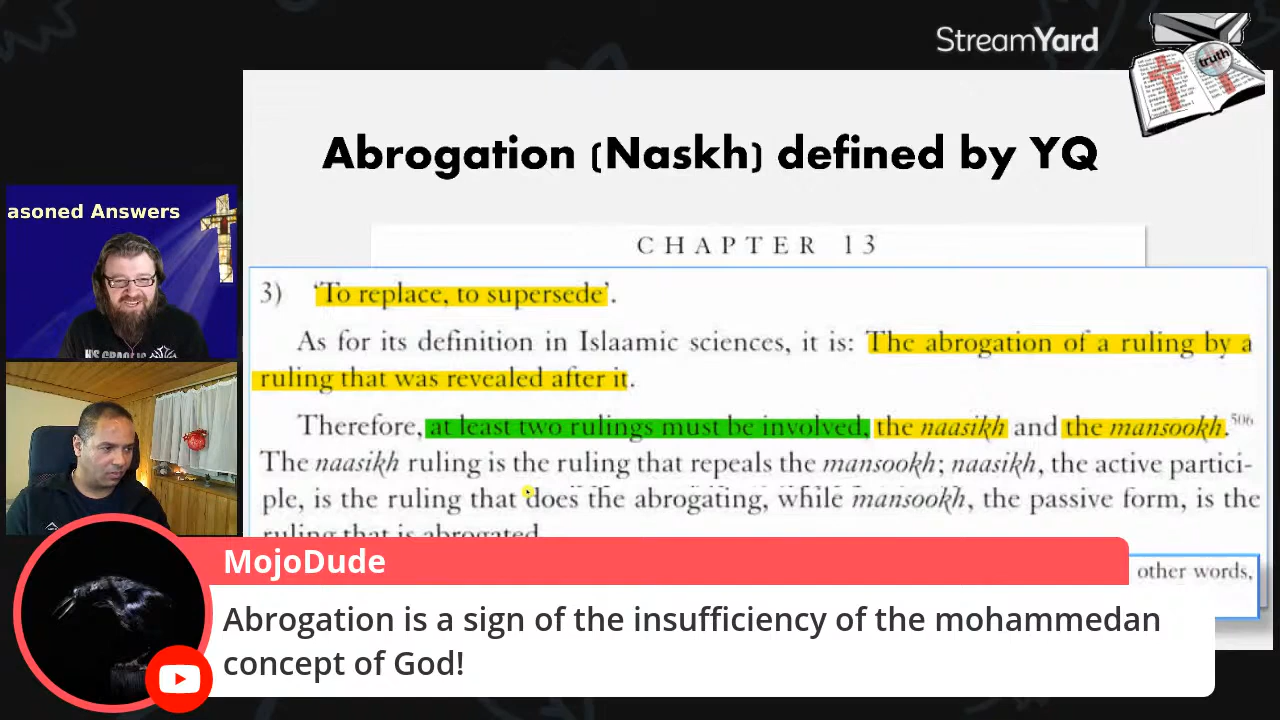 StreamYard
truth
Abrogation (Naskh) defined by YQ
asoned Answers
CHAPTER 13
3) 'To replace, to supersede'.
As for its definition in Islaamic sciences, it is: The abrogation of a ruling by a
ruling that was revealed after it.
Therefore, at least two rulings must be involved, the naasikh and the mansookh.506
The naasikh ruling is the ruling that repeals the mansookh; naasikh, the active partici-
ple, is the ruling that does the abrogating, while mansookh, the passive form, is the
ruling that is abrogated
other words,
MojoDude
Abrogation is a sign of the insufficiency of the mohammedan
concept of God!